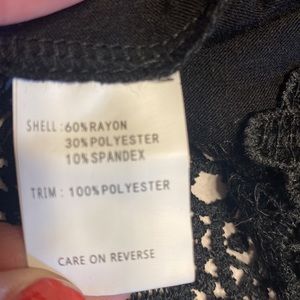 SHELL:60%RAYON
30%POLYESTER
10%SPANDEX
TRIM:100%POLYESTER
CARE ON REVERSE